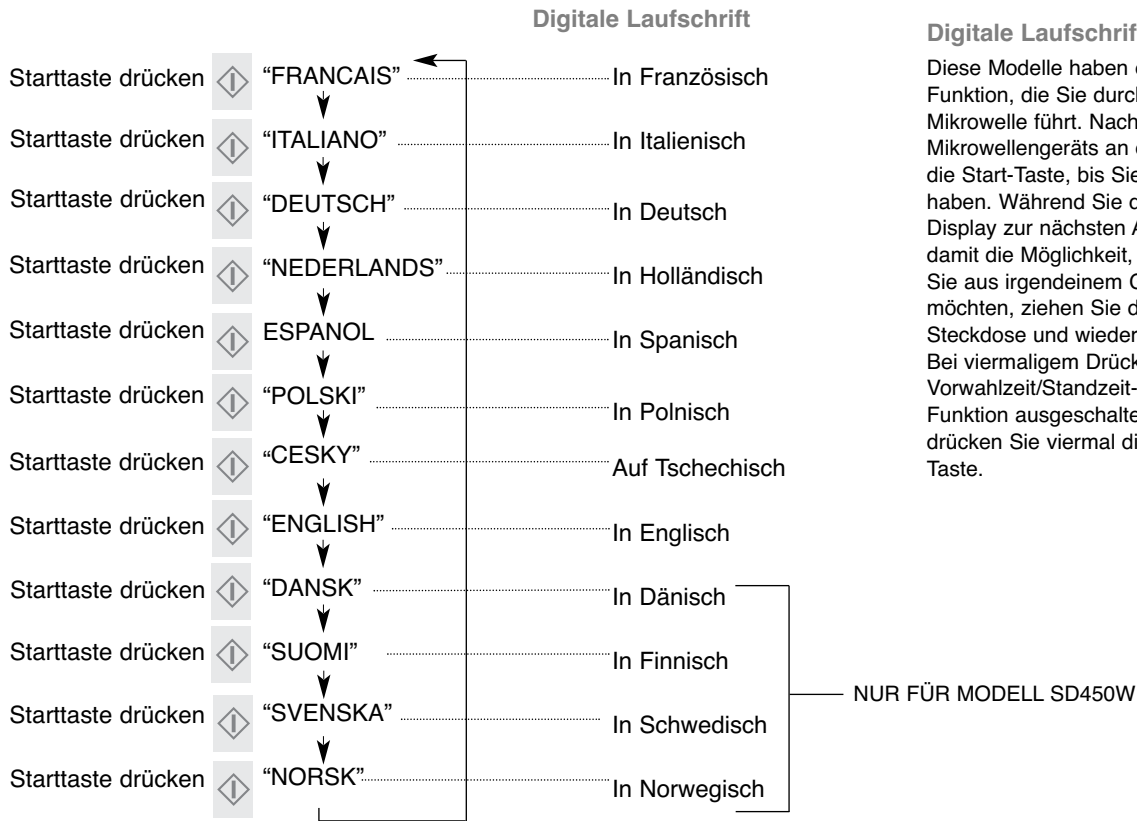 Digitale Laufschrift
Starttaste drücken “FRANCAIS” In Französisch
Starttaste drücken “ITALIANO” In Italienisch
Starttaste drücken “DEUTSCH” In Deutsch
Starttaste drücken “NEDERLANDS” In Holländisch
Starttaste drücken ESPANOL In Spanisch
Starttaste drücken “POLSKI” In Polnisch
Starttaste drücken “CESKY” Auf Tschechisch
Starttaste drücken “ENGLISH” In Englisch
Starttaste drücken “DANSK” In Dänisch
Starttaste drücken “SUOMI” In Finnisch
Starttaste drücken “SVENSKA” In Schwedisch
Starttaste drücken “NORSK” In Norwegisch
NUR FÜR MODELL SD450W
Digitale Laufschrif
Diese Modelle haben
Funktion, die Sie durc
Mikrowelle führt. Nach
Mikrowellengeräts an
die Start-Taste, bis Sie
haben. Während Sie
Display zur nächsten A
damit die Möglichkeit,
Sie aus irgendeinem
möchten, ziehen Sie
Steckdose und wieder
Bei viermaligem Drück
Vorwahlzeit/Standzeit-
Funktion ausgeschalte
drücken Sie viermal di
Taste.